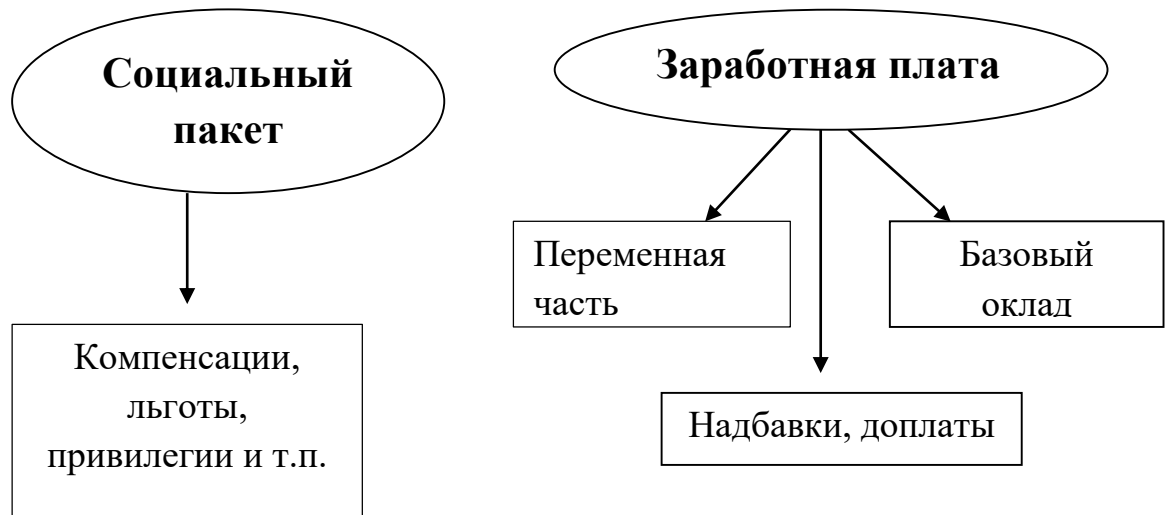 Социальный
пакет
Заработная плата
Переменная
часть
Базовый
оклад
Компенсации,
льготы,
привилегии и т.п.
Надбавки, доплаты